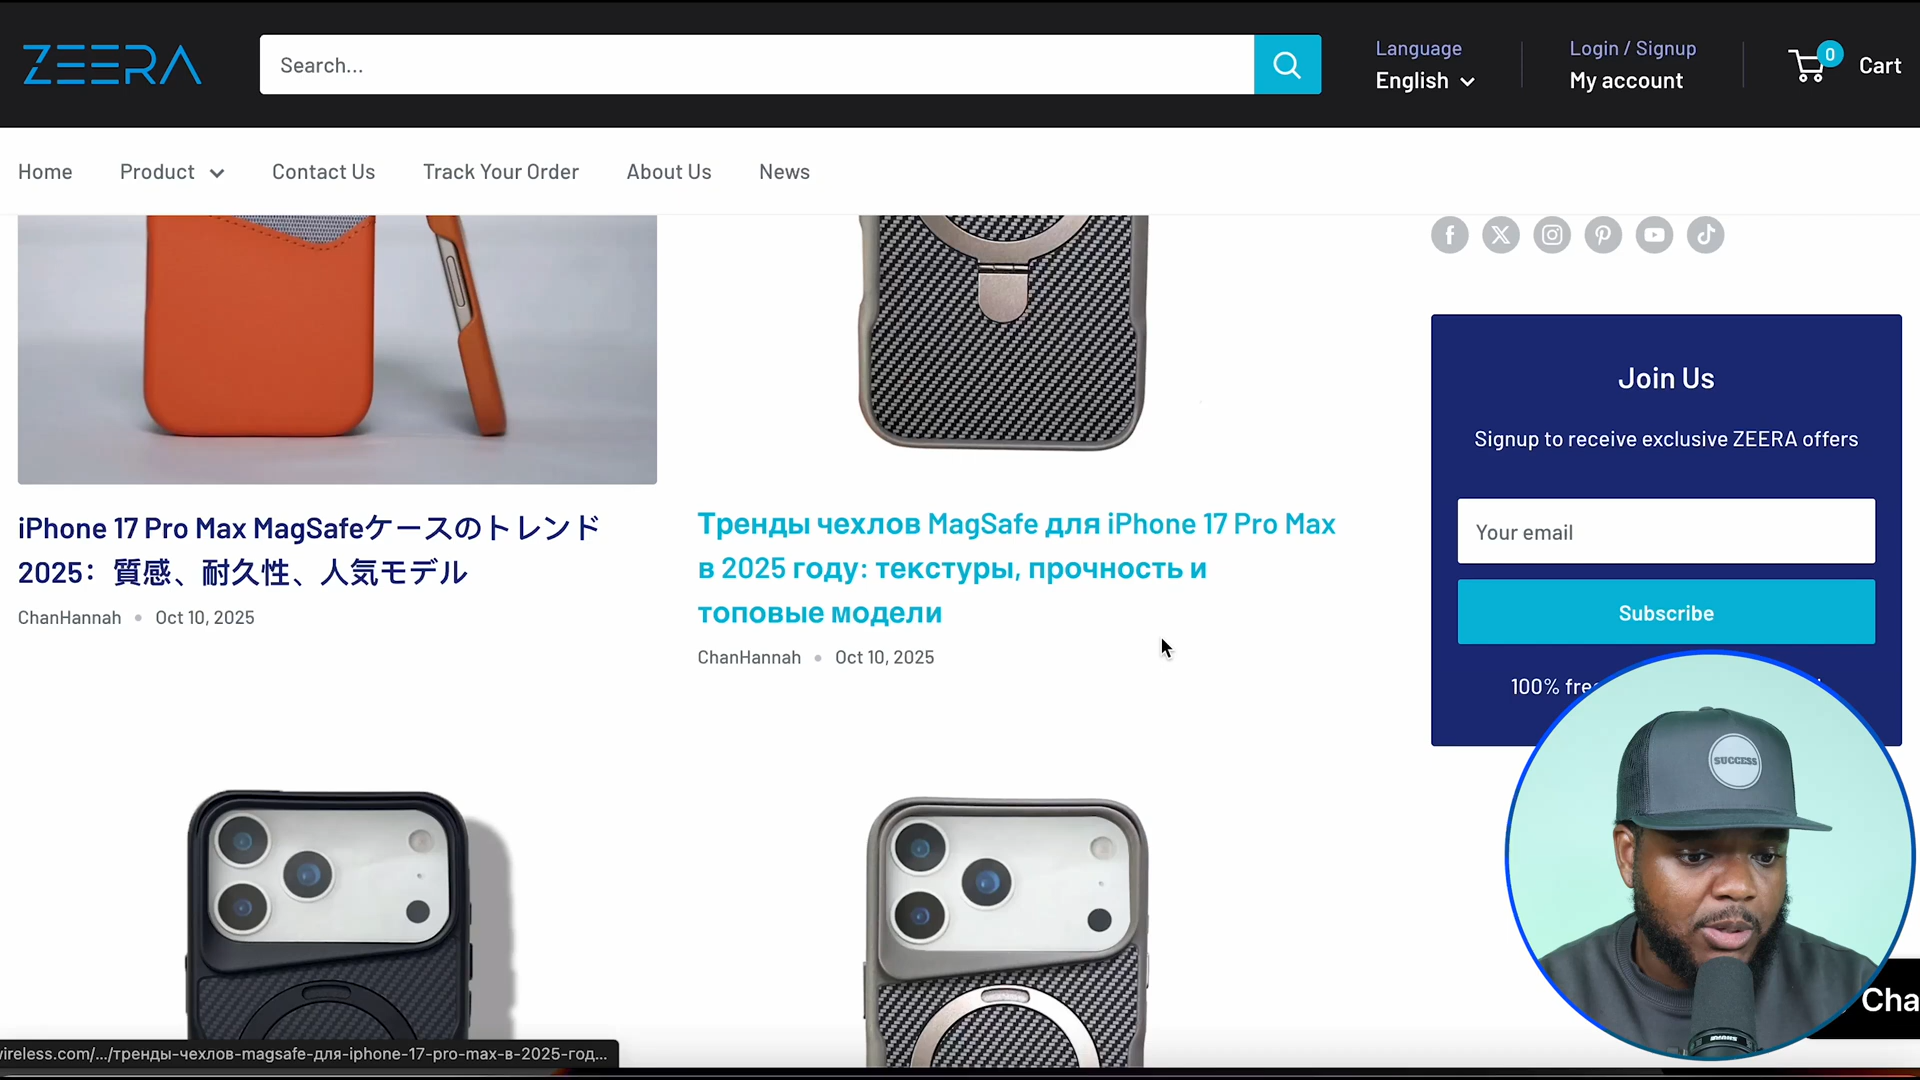 ZEERA
Search...
Language
English
Login / Signup
My account
0
Cart
Home
Product
Contact Us
Track Your Order
About Us
News
iPhone 17 Pro Max MagSafeケースのトレンド
2025：質感、耐久性、人気モデル
ChanHannah
Oct 10, 2025
Тренды чехлов MagSafe для iPhone 17 Pro Max
в 2025 году: текстуры, прочность и
топовые модели
ChanHannah
Oct 10, 2025
Join Us
Signup to receive exclusive ZEERA offers
Your email
Subscribe
100%
SUCCESS
wireless.com/.../тренды-чехлов-magsafe-для-iphone-17-pro-max-в-2025-год...